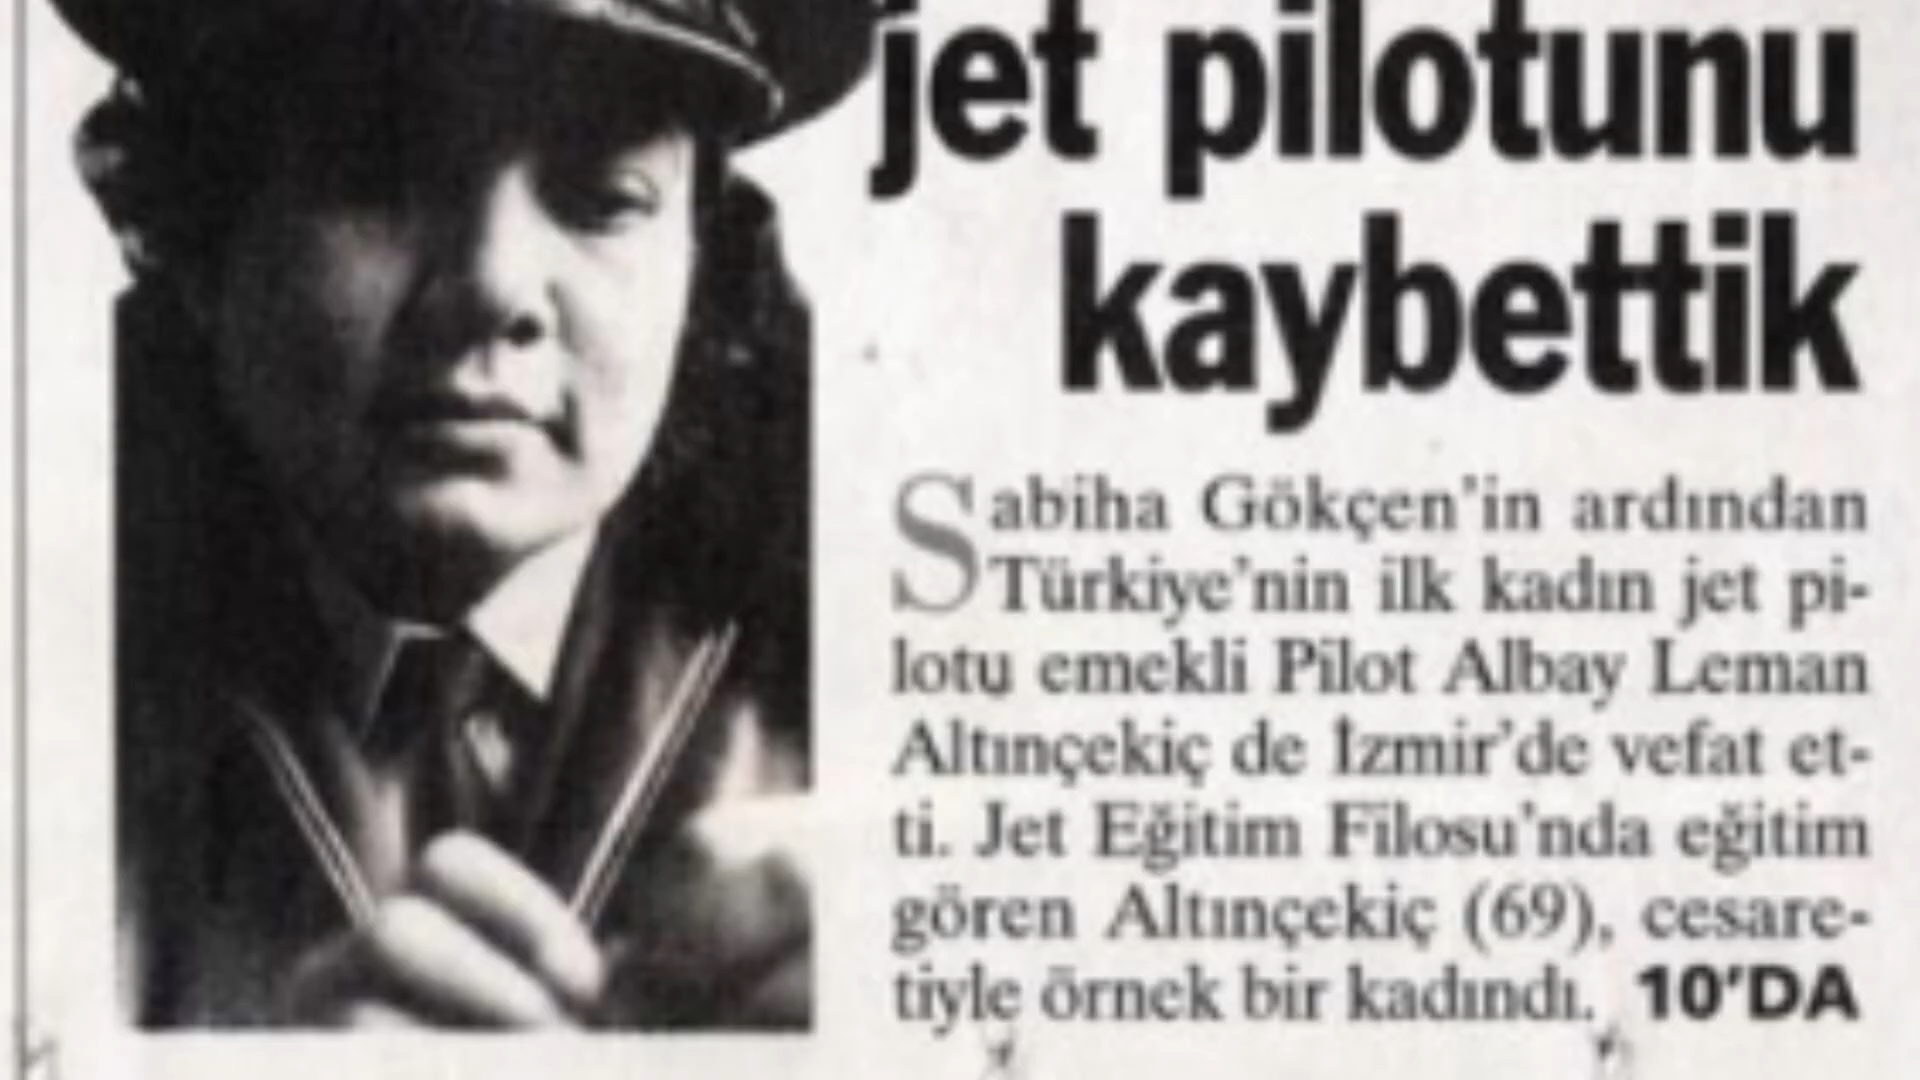 jet pilotunu
kaybettik
Sabiha Gökçen'in ardından
Türkiye'nin ilk kadın jet pi-
lotu emekli Pilot Albay Leman
Altınçekiç de İzmir'de vefat et-
ti. Jet Eğitim Filosu'nda eğitim
gören Altınçekiç (69), cesare-
tiyle örnek bir kadındı. 10'DA